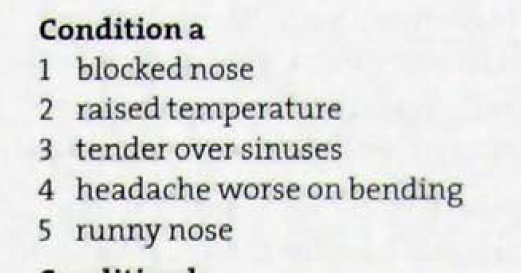 Condition a
1 blocked nose
2 raised temperature
3 tender over sinuses
4 headache worse on bending
5 runny nose